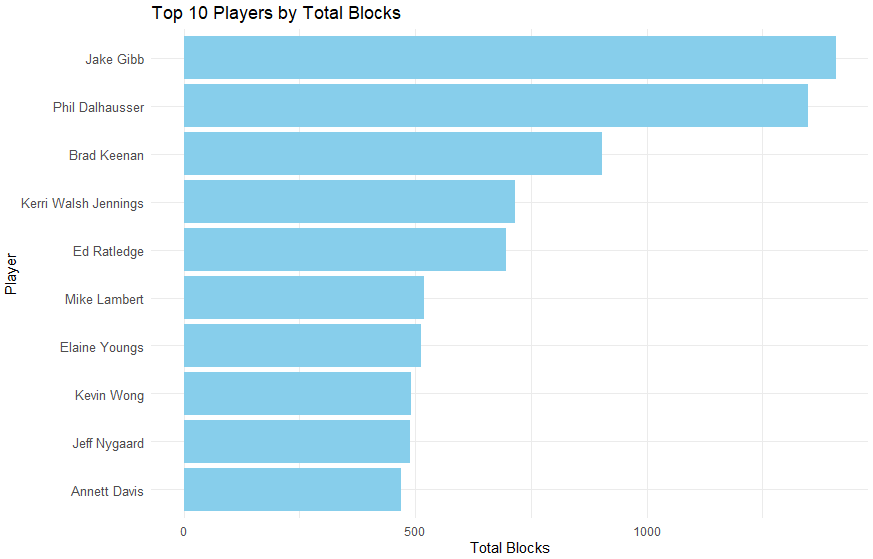 Top 10 Players by Total Blocks
Player
Jake Gibb
Phil Dalhausser
Brad Keenan
Kerri Walsh Jennings
Ed Ratledge
Mike Lambert
Elaine Youngs
Kevin Wong
Jeff Nygaard
Annett Davis
0 500 1000
Total Blocks